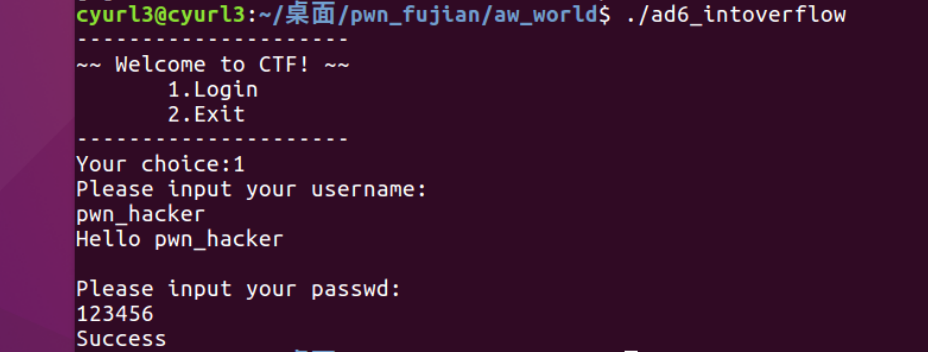 cyurl3@cyurl3:~/桌面/pwn_fujian/aw_world$ ./ad6_intoverflow
---------------------
~~ Welcome to CTF! ~~
1.Login
2.Exit
---------------------
Your choice:1
Please input your username:
pwn_hacker
Hello pwn_hacker
Please input your passwd:
123456
Success